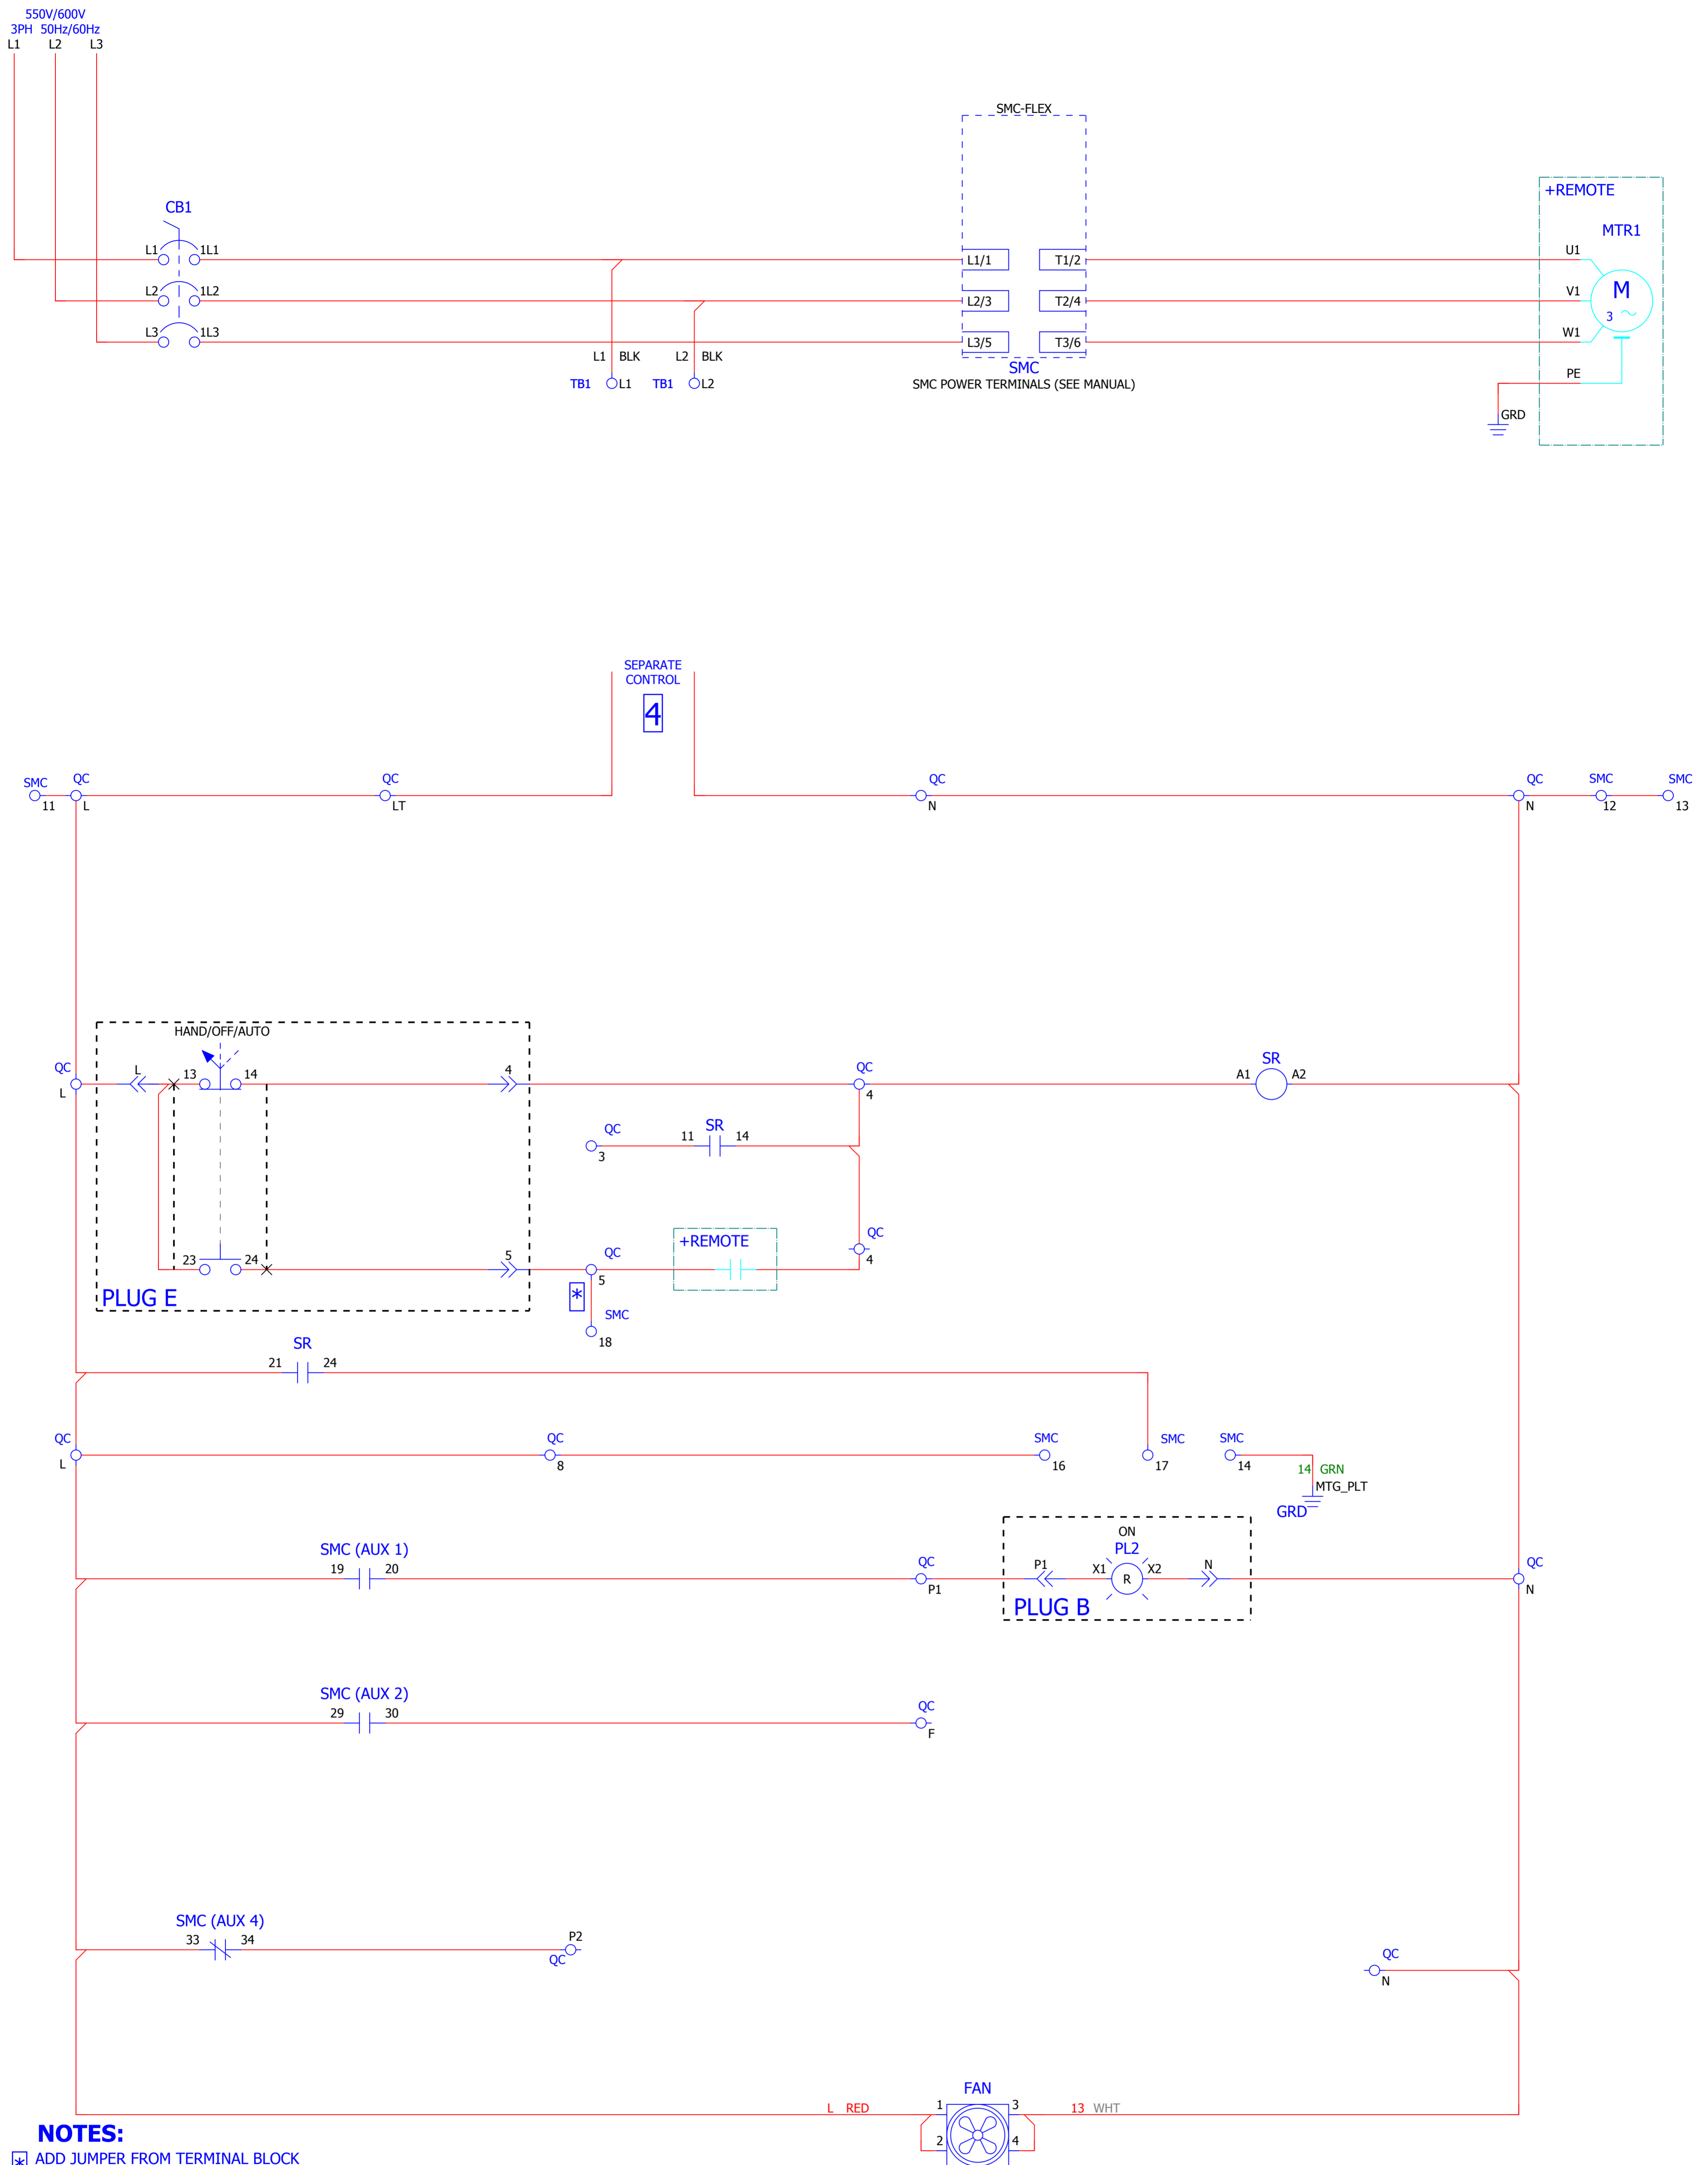 550V/600V
3PH 50Hz/60Hz
L1 L2 L3
SMC-FLEX
+REMOTE
CB1
MTR1
L1 1L1 L1/1 T1/2 U1
L2 1L2 L2/3 T2/4 V1
M
3
L3 1L3 L3/5 T3/6 W1
L1 BLK L2 BLK
SMC
TB1 L1 TB1 L2
SMC POWER TERMINALS (SEE MANUAL)
PE
GRD
SEPARATE
CONTROL
4
SMC QC QC QC QC SMC SMC
11 L LT N N 12 13
HAND/OFF/AUTO
QC L 13 14 4 QC SR
A1 A2
L 4
QC 11 SR 14
3
QC
+REMOTE
4
23 24 5 QC
5
PLUG E
*
SMC
18
SR
21 24
QC QC SMC SMC SMC
L 8 16 17 14
14 GRN
MTG_PLT
GRD
ON
SMC (AUX 1) PL2
19 20 QC P1 X1 R X2 N QC
P1 N
PLUG B
SMC (AUX 2)
29 30 QC
F
SMC (AUX 4)
33 34 P2
QC
QC
N
FAN
L RED 1 3 13 WHT
2 4
NOTES:
* ADD JUMPER FROM TERMINAL BLOCK